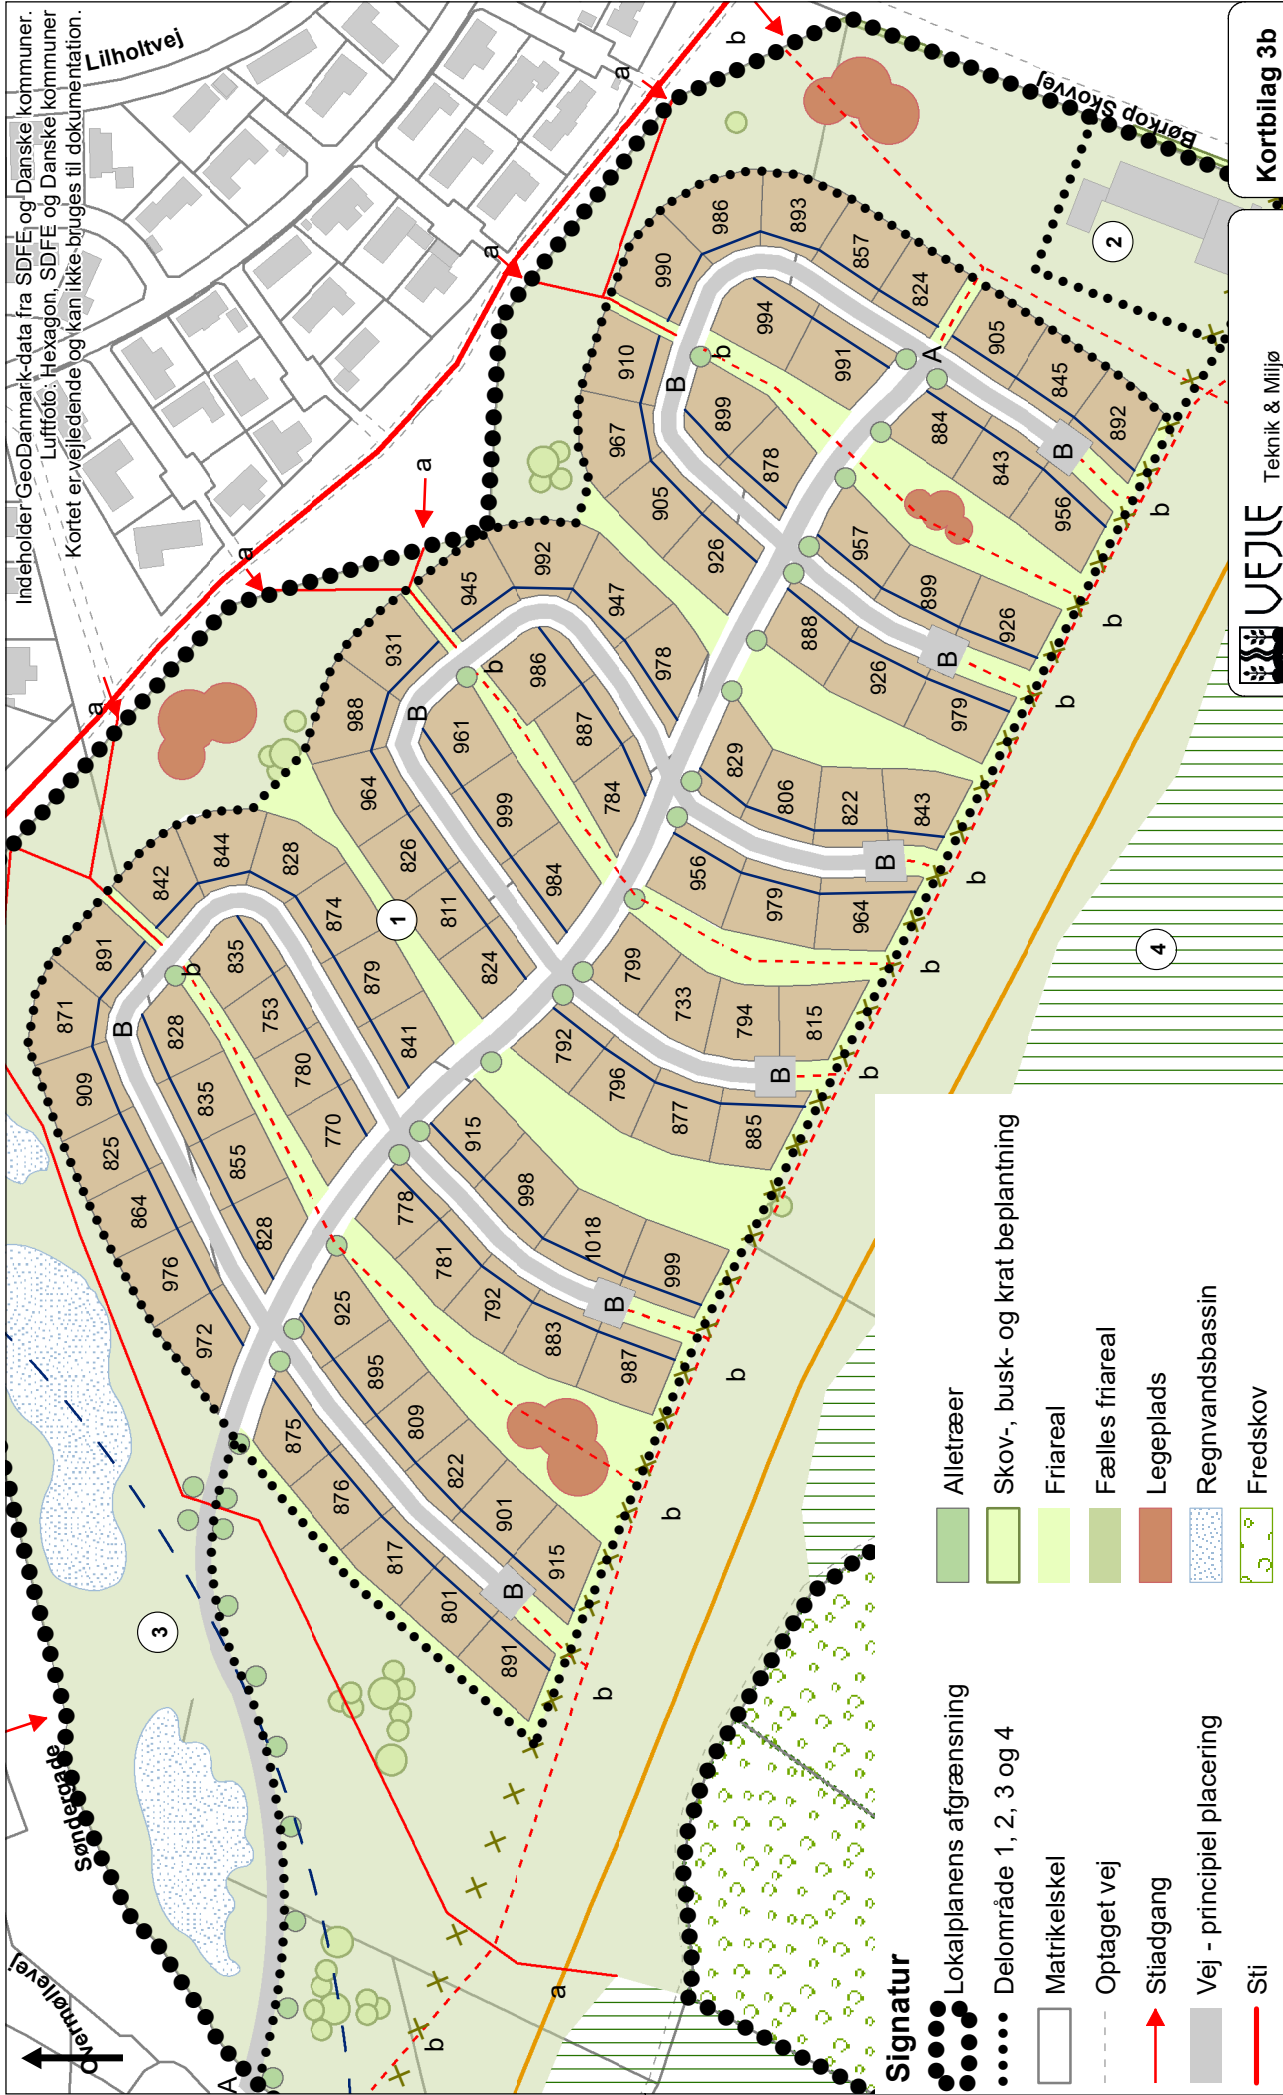 Indeholder GeoDanmark-data fra SDFE og Danske kommuner.
Luftfoto: Hexagon, SDFE og Danske kommuner
Kortet er vejledende og kan ikke bruges til dokumentation.
Lilholtvej
Søndergade
Overmøllevej
Børkop Skovvej
1
2
3
4
A
A
a
a
a
a
a
a
b
b
b
b
b
b
b
b
b
b
b
b
b
b
B
B
B
B
B
B
B
B
972
976
864
825
909
871
891
842
844
828
874
879
841
828
855
835
828
835
753
780
770
875
876
817
801
891
925
895
809
822
901
915
778
781
792
883
987
915
998
1018
999
824
811
826
964
988
931
945
992
947
978
961
999
984
986
887
784
792
796
877
885
799
733
794
815
956
979
964
829
806
822
843
926
905
967
910
990
986
893
857
824
899
878
994
991
888
926
979
957
899
926
884
843
956
905
845
892
Signatur
Lokalplanens afgrænsning
Delområde 1, 2, 3 og 4
Matrikelskel
Optaget vej
Stiadgang
Vej - principiel placering
Sti
Alletræer
Skov-, busk- og krat beplantning
Friareal
Fælles friareal
Legeplads
Regnvandsbassin
Fredskov
VEJLE
Teknik & Miljø
Kortbilag 3b